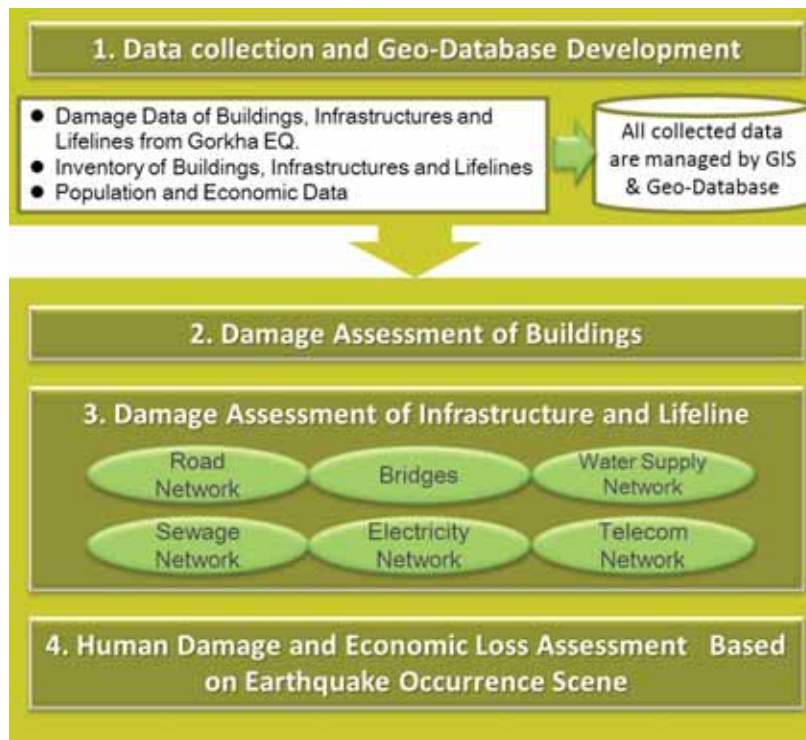 1. Data collection and Geo-Database Development
● Damage Data of Buildings, Infrastructures and
Lifelines from Gorkha EQ.
● Inventory of Buildings, Infrastructures and Lifelines
● Population and Economic Data
All collected data
are managed by GIS
& Geo-Database
2. Damage Assessment of Buildings
3. Damage Assessment of Infrastructure and Lifeline
Road
Network
Bridges
Water Supply
Network
Sewage
Network
Electricity
Network
Telecom
Network
4. Human Damage and Economic Loss Assessment Based
on Earthquake Occurrence Scene